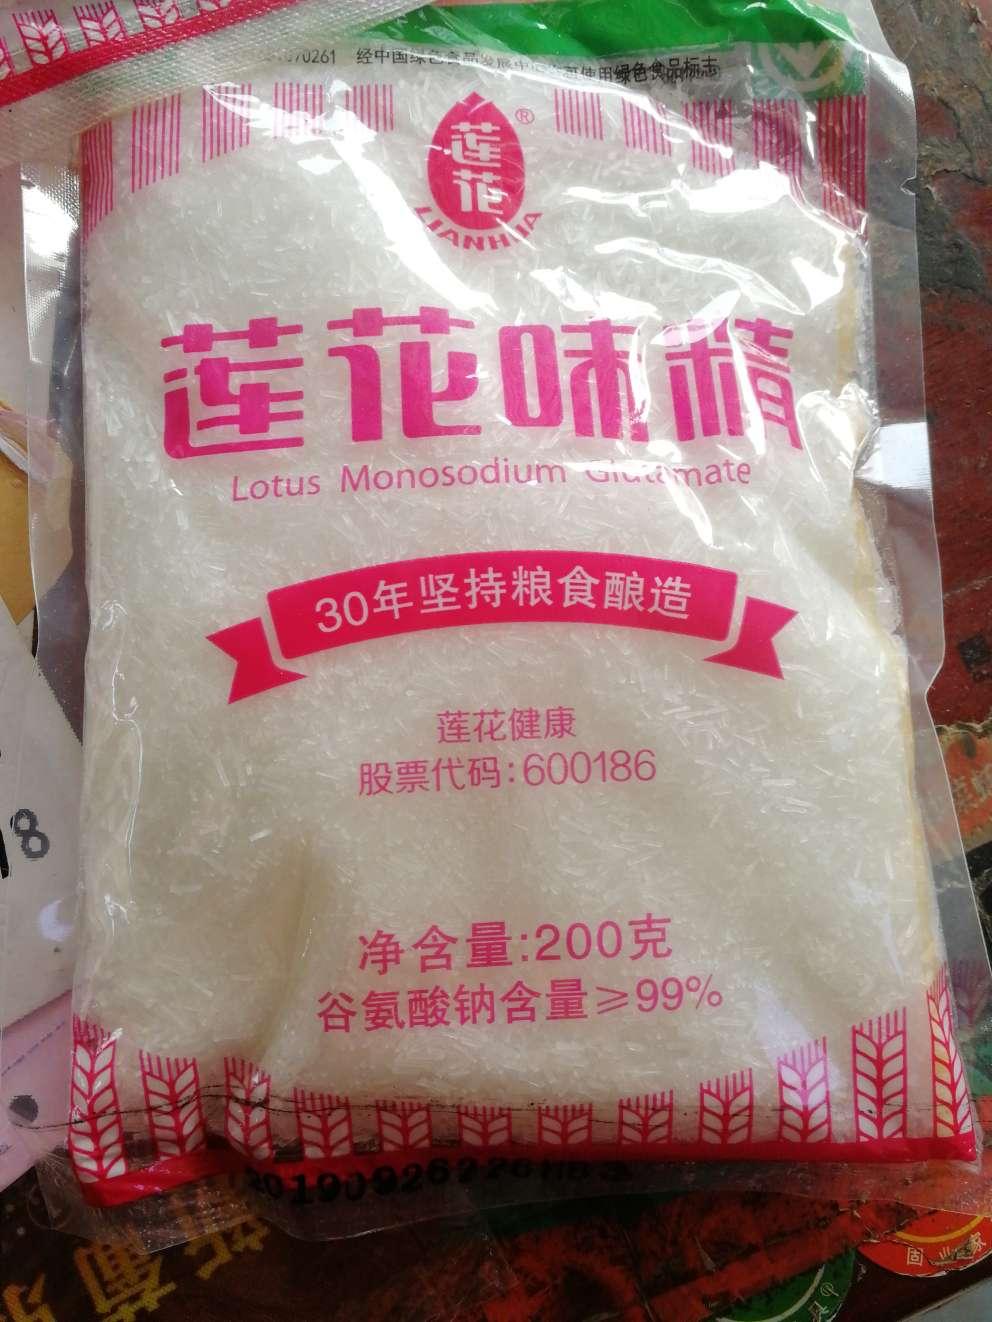 070261 经中国绿色食品发展中心许可使用绿色食品标志
莲花
®
LIANHUA
莲花味精
Lotus Monosodium Glutamate
30年坚持粮食酿造
莲花健康
股票代码:600186
净含量:200克
谷氨酸钠含量≥99%
8
葡